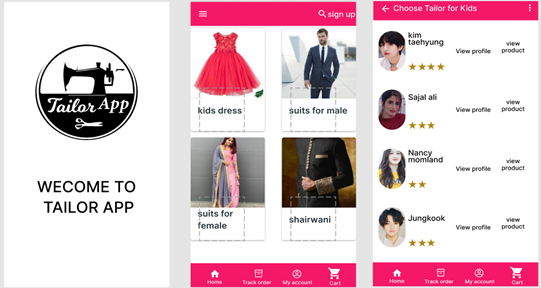 Tailor App
WECOME TO
TAILOR APP
sign up
kids dress
suits for male
suits for
female
shairwani
Home
Track order
My account
Cart
Choose Tailor for Kids
kim
taehyung
View profile
view
product
Sajal ali
View profile
view
product
Nancy
momland
View profile
view
product
Jungkook
View profile
view
product
Home
Track order
My account
Cart